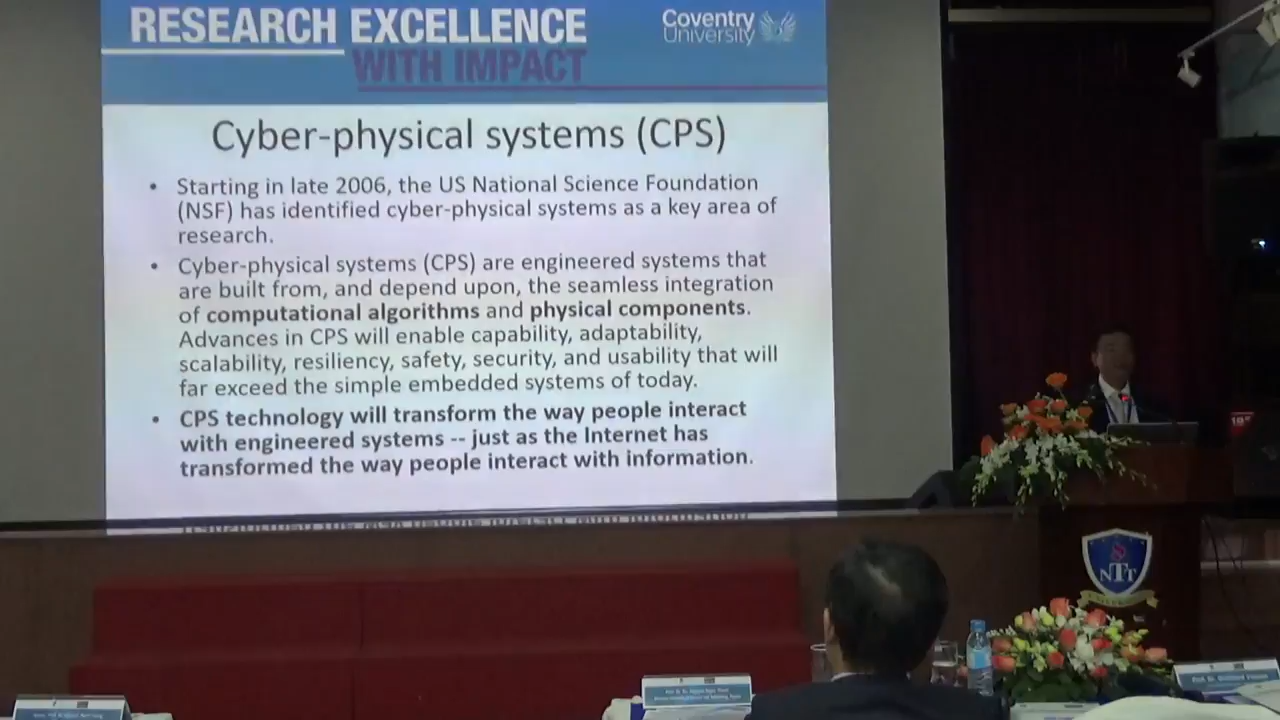 RESEARCH EXCELLENCE
WITH IMPACT
Coventry
University
Cyber-physical systems (CPS)
• Starting in late 2006, the US National Science Foundation
(NSF) has identified cyber-physical systems as a key area of
research.
• Cyber-physical systems (CPS) are engineered systems that
are built from, and depend upon, the seamless integration
of computational algorithms and physical components.
Advances in CPS will enable capability, adaptability,
scalability, resiliency, safety, security, and usability that will
far exceed the simple embedded systems of today.
• CPS technology will transform the way people interact
with engineered systems -- just as the Internet has
transformed the way people interact with information.
NTT